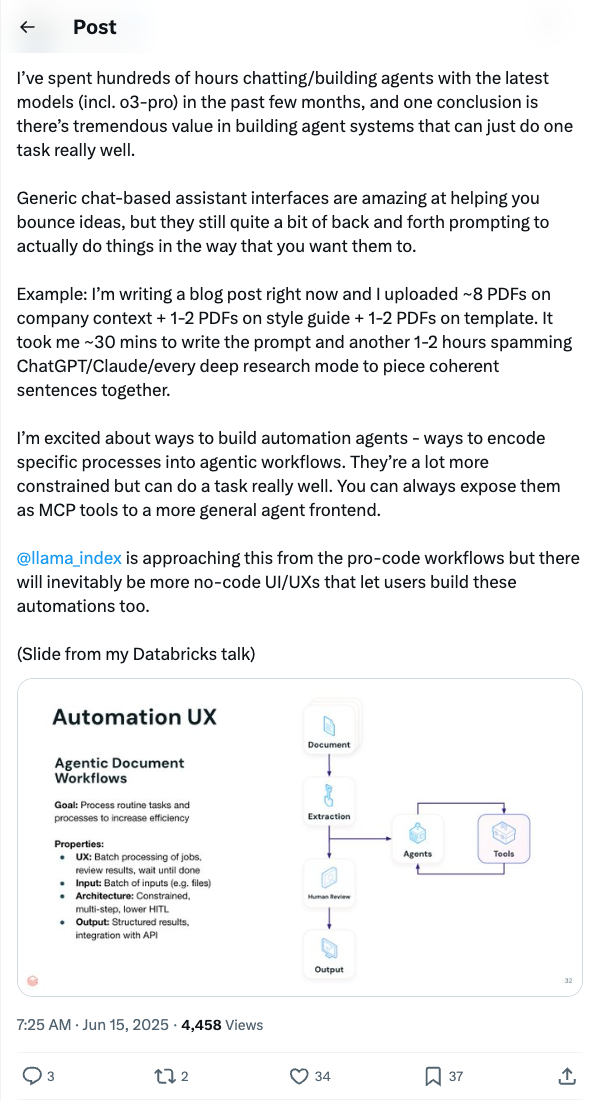 Post
I've spent hundreds of hours chatting/building agents with the latest
models (incl. o3-pro) in the past few months, and one conclusion is
there's tremendous value in building agent systems that can just do one
task really well.
Generic chat-based assistant interfaces are amazing at helping you
bounce ideas, but they still quite a bit of back and forth prompting to
actually do things in the way that you want them to.
Example: I'm writing a blog post right now and I uploaded ~8 PDFs on
company context + 1-2 PDFs on style guide + 1-2 PDFs on template. It
took me ~30 mins to write the prompt and another 1-2 hours spamming
ChatGPT/Claude/every deep research mode to piece coherent
sentences together.
I'm excited about ways to build automation agents - ways to encode
specific processes into agentic workflows. They're a lot more
constrained but can do a task really well. You can always expose them
as MCP tools to a more general agent frontend.
@llama_index is approaching this from the pro-code workflows but there
will inevitably be more no-code UI/UXs that let users build these
automations too.
(Slide from my Databricks talk)
Automation UX
Agentic Document
Workflows
Goal: Process routine tasks and
processes to increase efficiency
Properties:
• UX: Batch processing of jobs,
review results, wait until done
• Input: Batch of inputs (e.g. files)
• Architecture: Constrained,
multi-step, lower HITL
• Output: Structured results,
integration with API
Document
Extraction
Agents
Tools
Human Review
Output
32
7:25 AM · Jun 15, 2025 · 4,458 Views
3
2
34
37